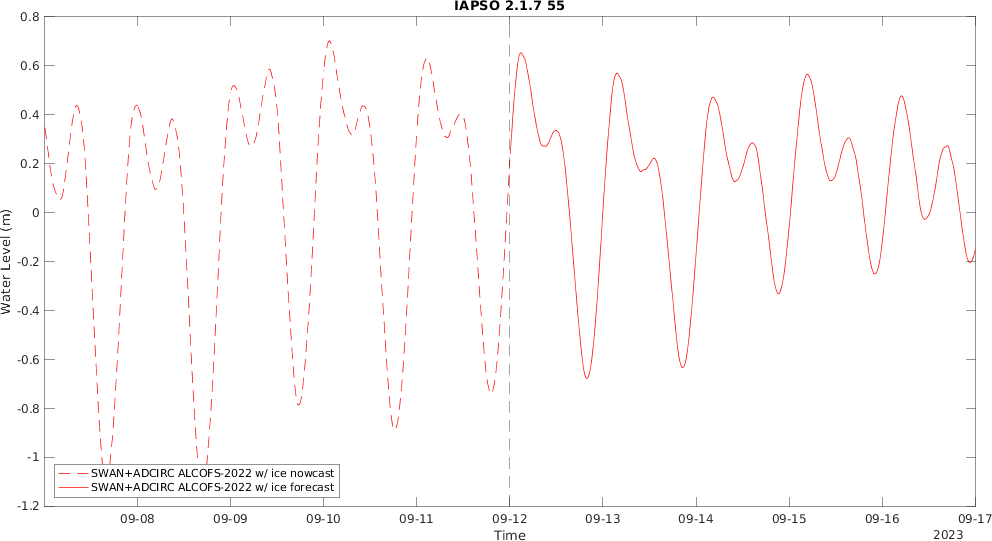 IAPSO 2.1.7 55
0.8
0.6
0.4
0.2
0
-0.2
-0.4
-0.6
-0.8
-1
-1.2
Water Level (m)
SWAN+ADCIRC ALCOFS-2022 w/ ice nowcast
SWAN+ADCIRC ALCOFS-2022 w/ ice forecast
09-08 09-09 09-10 09-11 09-12 09-13 09-14 09-15 09-16 09-17
Time
2023